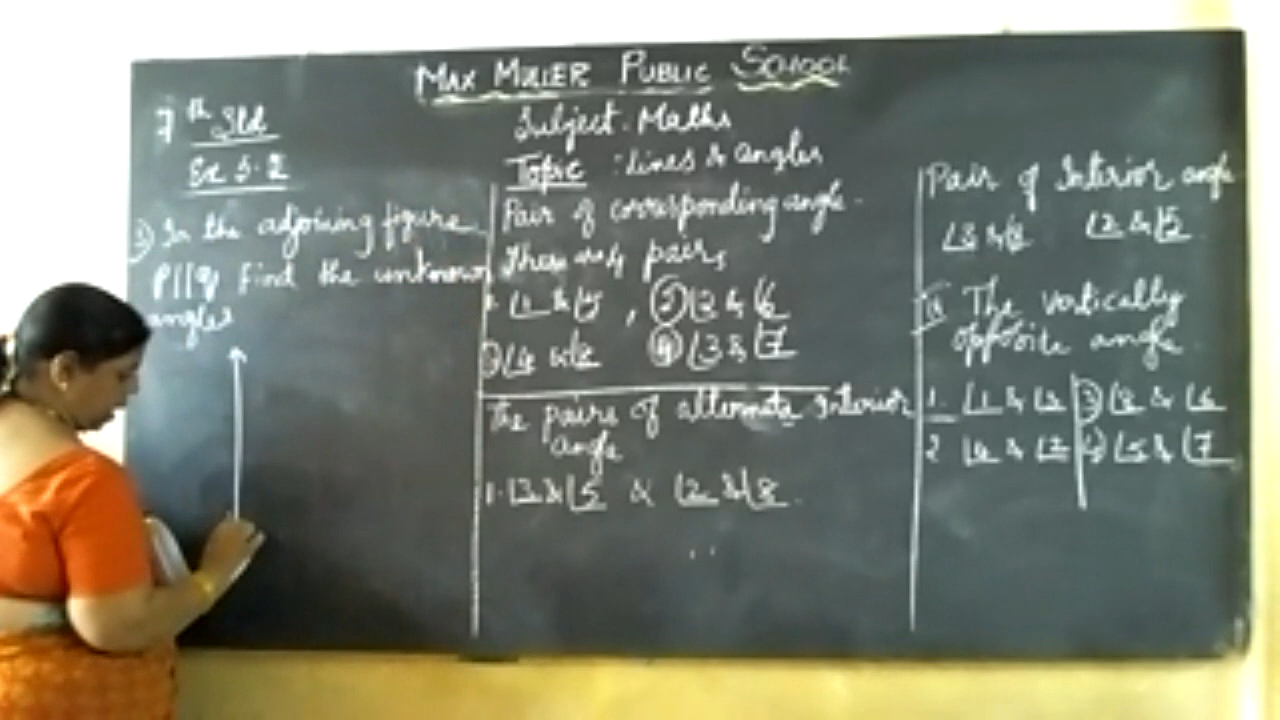 MAX MULLER PUBLIC SCHOOL
7th Std
Ex 5.2
Subject. Maths
Topic : Lines & angles
3) In the adjoining figure
p||q find the unknown
angles
Pair of corresponding angle.
There are 4 pairs
1. ∠1 & ∠5 , ② ∠2 & ∠6
③ ∠4 & ∠8 ④ ∠3 & ∠7
The pairs of alternate Interior
angle
1. ∠3 & ∠5 & ∠2 & ∠8.
Pair of Interior angle
∠3 & ∠8 ∠2 & ∠5.
The vertically
opposite angle
1. ∠1 & ∠3 3) ∠8 & ∠6
2 ∠4 & ∠2 4) ∠5 & ∠7